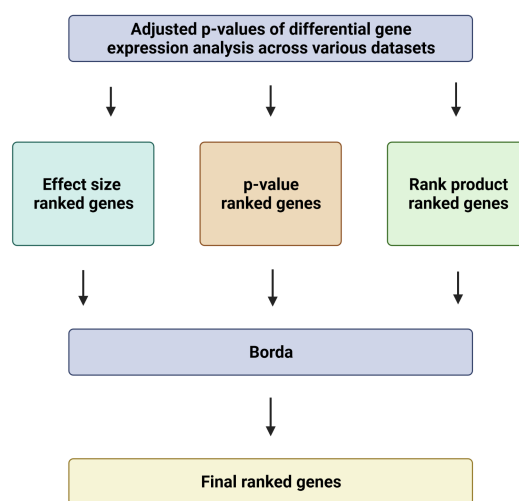 Adjusted p-values of differential gene
expression analysis across various datasets
Effect size
ranked genes
p-value
ranked genes
Rank product
ranked genes
Borda
Final ranked genes